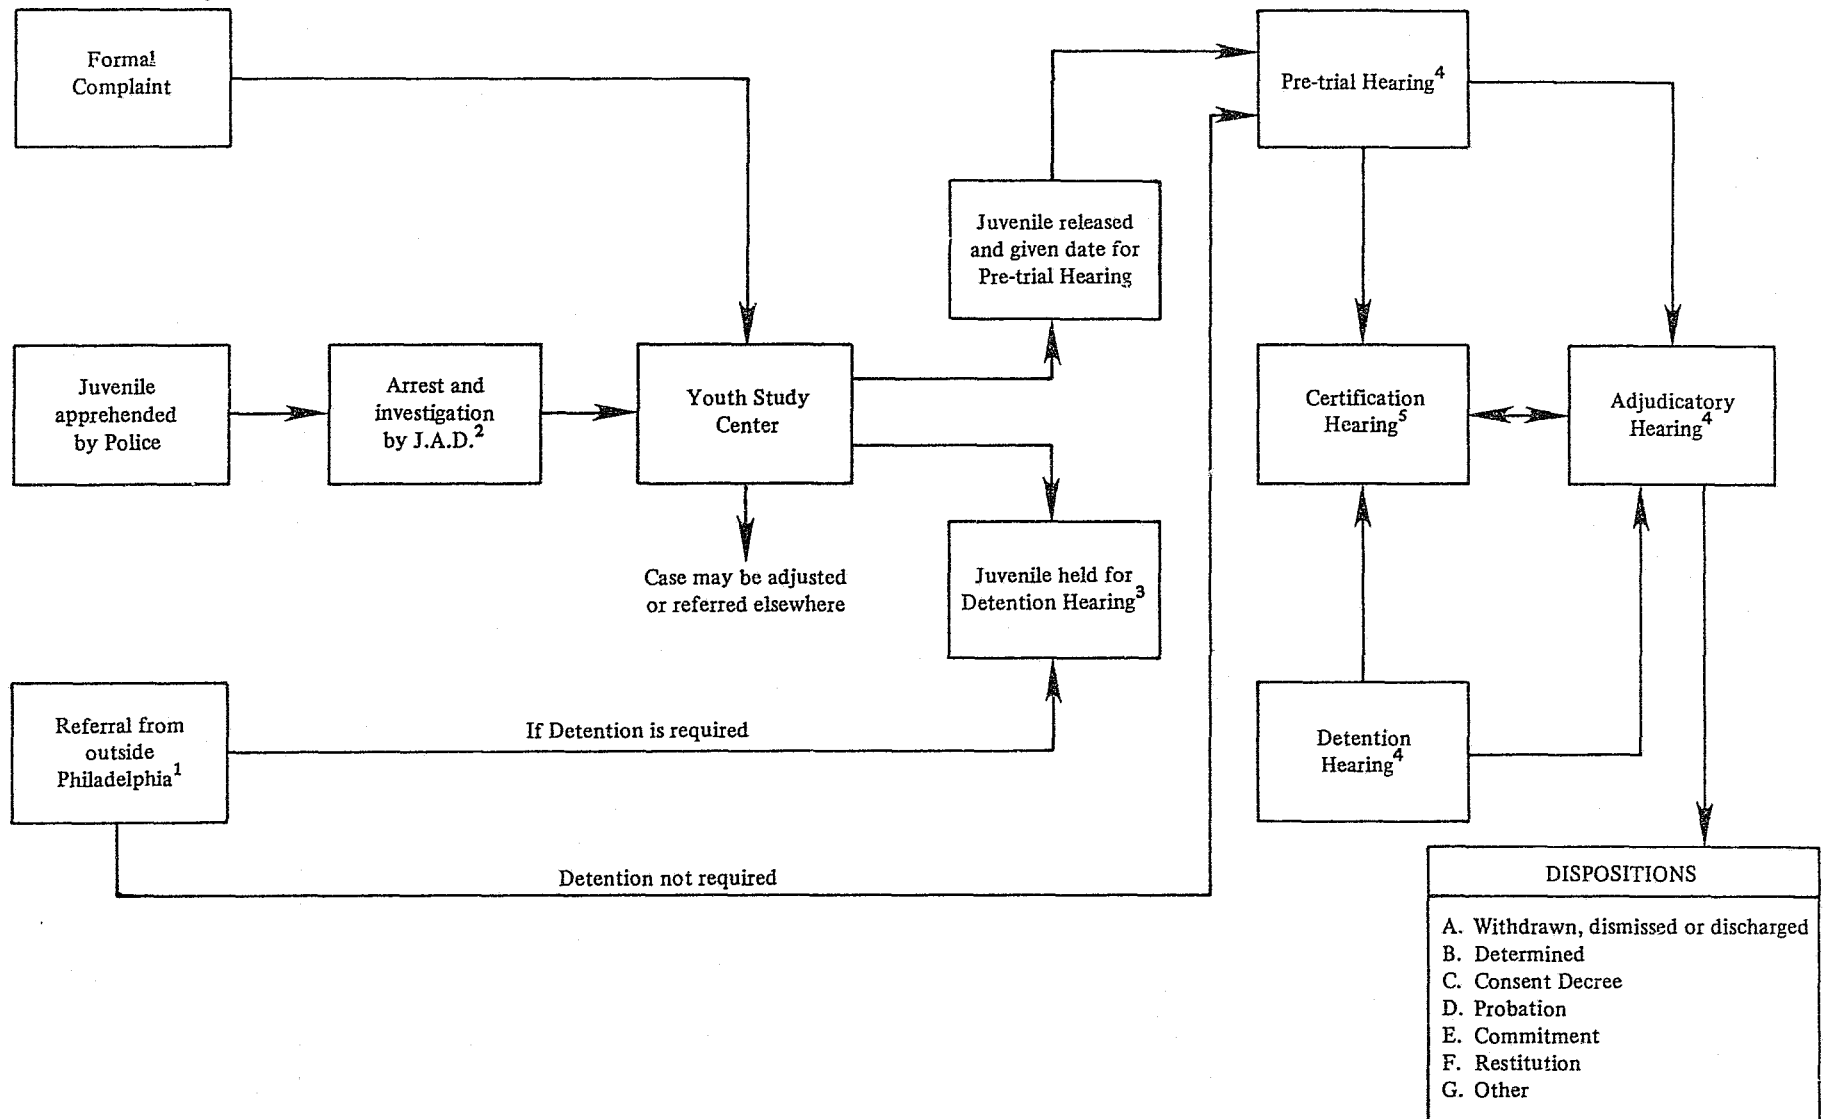 Formal
Complaint
Pre-trial Hearing4
Juvenile released
and given date for
Pre-trial Hearing
Juvenile
apprehended
by Police
Arrest and
investigation
by J.A.D.2
Youth Study
Center
Certification
Hearing5
Adjudicatory
Hearing4
Case may be adjusted
or referred elsewhere
Juvenile held for
Detention Hearing3
Referral from
outside
Philadelphia1
If Detention is required
Detention
Hearing4
Detention not required
DISPOSITIONS
A. Withdrawn, dismissed or discharged
B. Determined
C. Consent Decree
D. Probation
E. Commitment
F. Restitution
G. Other